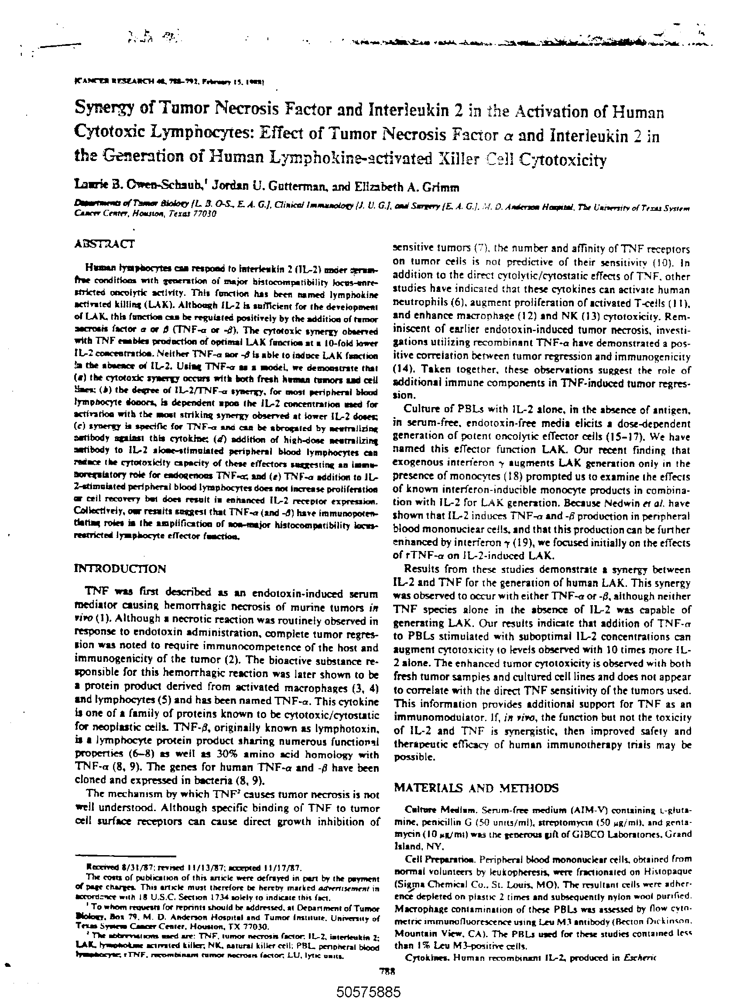 [CANCER RESEARCH 48, 788-792, February 15, 1988]
Synergy of Tumor Necrosis Factor and Interleukin 2 in the Activation of Human
Cytotoxic Lymphocytes: Effect of Tumor Necrosis Factor α and Interleukin 2 in
the Generation of Human Lymphokine-activated Killer Cell Cytotoxicity
Laurie B. Owen-Schaub,¹ Jordan U. Gutterman, and Elizabeth A. Grimm
Departments of Tumor Biology [L. B. O-S., E. A. G.], Clinical Immunology [J. U. G.], and Surgery [E. A. G.], M. D. Anderson Hospital, The University of Texas System
Cancer Center, Houston, Texas 77030
ABSTRACT
Human lymphocytes can respond to interleukin 2 (IL-2) under serum-
free conditions with generation of major histocompatibility locus-unre-
stricted oncolytic activity. This function has been named lymphokine
activated killing (LAK). Although IL-2 is sufficient for the development
of LAK, this function can be regulated positively by the addition of tumor
necrosis factor α or β (TNF-α or -β). The cytotoxic synergy observed
with TNF enables production of optimal LAK function at a 10-fold lower
IL-2 concentration. Neither TNF-α nor -β is able to induce LAK function
in the absence of IL-2. Using TNF-α as a model, we demonstrate that
(a) the cytotoxic synergy occurs with both fresh human tumors and cell
lines; (b) the degree of IL-2/TNF-α synergy, for most peripheral blood
lymphocyte donors, is dependent upon the IL-2 concentration used for
activation with the most striking synergy observed at lower IL-2 doses;
(c) synergy is specific for TNF-α and can be abrogated by neutralizing
antibody against this cytokine; (d) addition of high-dose neutralizing
antibody to IL-2 alone-stimulated peripheral blood lymphocytes can
reduce the cytotoxicity capacity of these effectors suggesting an immu-
noregulatory role for endogenous TNF-α; and (e) TNF-α addition to IL-
2-stimulated peripheral blood lymphocytes does not increase proliferation
or cell recovery but does result in enhanced IL-2 receptor expression.
Collectively, our results suggest that TNF-α (and -β) have immunopoten-
tiating roles in the amplification of non-major histocompatibility locus-
restricted lymphocyte effector function.
INTRODUCTION
TNF was first described as an endotoxin-induced serum
mediator causing hemorrhagic necrosis of murine tumors in
vivo (1). Although a necrotic reaction was routinely observed in
response to endotoxin administration, complete tumor regres-
sion was noted to require immunocompetence of the host and
immunogenicity of the tumor (2). The bioactive substance re-
sponsible for this hemorrhagic reaction was later shown to be
a protein product derived from activated macrophages (3, 4)
and lymphocytes (5) and has been named TNF-α. This cytokine
is one of a family of proteins known to be cytotoxic/cytostatic
for neoplastic cells. TNF-β, originally known as lymphotoxin,
is a lymphocyte protein product sharing numerous functional
properties (6–8) as well as 30% amino acid homology with
TNF-α (8, 9). The genes for human TNF-α and -β have been
cloned and expressed in bacteria (8, 9).
The mechanism by which TNF² causes tumor necrosis is not
well understood. Although specific binding of TNF to tumor
cell surface receptors can cause direct growth inhibition of
Received 8/31/87; revised 11/13/87; accepted 11/17/87.
The costs of publication of this article were defrayed in part by the payment
of page charges. This article must therefore be hereby marked advertisement in
accordance with 18 U.S.C. Section 1734 solely to indicate this fact.
¹ To whom requests for reprints should be addressed, at Department of Tumor
Biology, Box 79, M. D. Anderson Hospital and Tumor Institute, University of
Texas System Cancer Center, Houston, TX 77030.
² The abbreviations used are: TNF, tumor necrosis factor; IL-2, interleukin 2;
LAK, lymphokine activated killer; NK, natural killer cell; PBL, peripheral blood
lymphocyte; rTNF, recombinant tumor necrosis factor; LU, lytic units.
sensitive tumors (7), the number and affinity of TNF receptors
on tumor cells is not predictive of their sensitivity (10). In
addition to the direct cytolytic/cytostatic effects of TNF, other
studies have indicated that these cytokines can activate human
neutrophils (6), augment proliferation of activated T-cells (11),
and enhance macrophage (12) and NK (13) cytotoxicity. Rem-
iniscent of earlier endotoxin-induced tumor necrosis, investi-
gations utilizing recombinant TNF-α have demonstrated a pos-
itive correlation between tumor regression and immunogenicity
(14). Taken together, these observations suggest the role of
additional immune components in TNF-induced tumor regres-
sion.
Culture of PBLs with IL-2 alone, in the absence of antigen,
in serum-free, endotoxin-free media elicits a dose-dependent
generation of potent oncolytic effector cells (15–17). We have
named this effector function LAK. Our recent finding that
exogenous interferon γ augments LAK generation only in the
presence of monocytes (18) prompted us to examine the effects
of known interferon-inducible monocyte products in combina-
tion with IL-2 for LAK generation. Because Nedwin et al. have
shown that IL-2 induces TNF-α and -β production in peripheral
blood mononuclear cells, and that this production can be further
enhanced by interferon γ (19), we focused initially on the effects
of rTNF-α on IL-2-induced LAK.
Results from these studies demonstrate a synergy between
IL-2 and TNF for the generation of human LAK. This synergy
was observed to occur with either TNF-α or -β, although neither
TNF species alone in the absence of IL-2 was capable of
generating LAK. Our results indicate that addition of TNF-α
to PBLs stimulated with suboptimal IL-2 concentrations can
augment cytotoxicity to levels observed with 10 times more IL-
2 alone. The enhanced tumor cytotoxicity is observed with both
fresh tumor samples and cultured cell lines and does not appear
to correlate with the direct TNF sensitivity of the tumors used.
This information provides additional support for TNF as an
immunomodulator. If, in vivo, the function but not the toxicity
of IL-2 and TNF is synergistic, then improved safety and
therapeutic efficacy of human immunotherapy trials may be
possible.
MATERIALS AND METHODS
Culture Medium. Serum-free medium (AIM-V) containing L-gluta-
mine, penicillin G (50 units/ml), streptomycin (50 μg/ml), and genta-
mycin (10 μg/ml) was the generous gift of GIBCO Laboratories, Grand
Island, NY.
Cell Preparation. Peripheral blood mononuclear cells, obtained from
normal volunteers by leukopheresis, were fractionated on Histopaque
(Sigma Chemical Co., St. Louis, MO). The resultant cells were adher-
ence depleted on plastic 2 times and subsequently nylon wool purified.
Macrophage contamination of these PBLs was assessed by flow cyto-
metric immunofluorescence using Leu M3 antibody (Becton Dickinson,
Mountain View, CA). The PBLs used for these studies contained less
than 1% Leu M3-positive cells.
Cytokines. Human recombinant IL-2, produced in Escheric
788
50575885